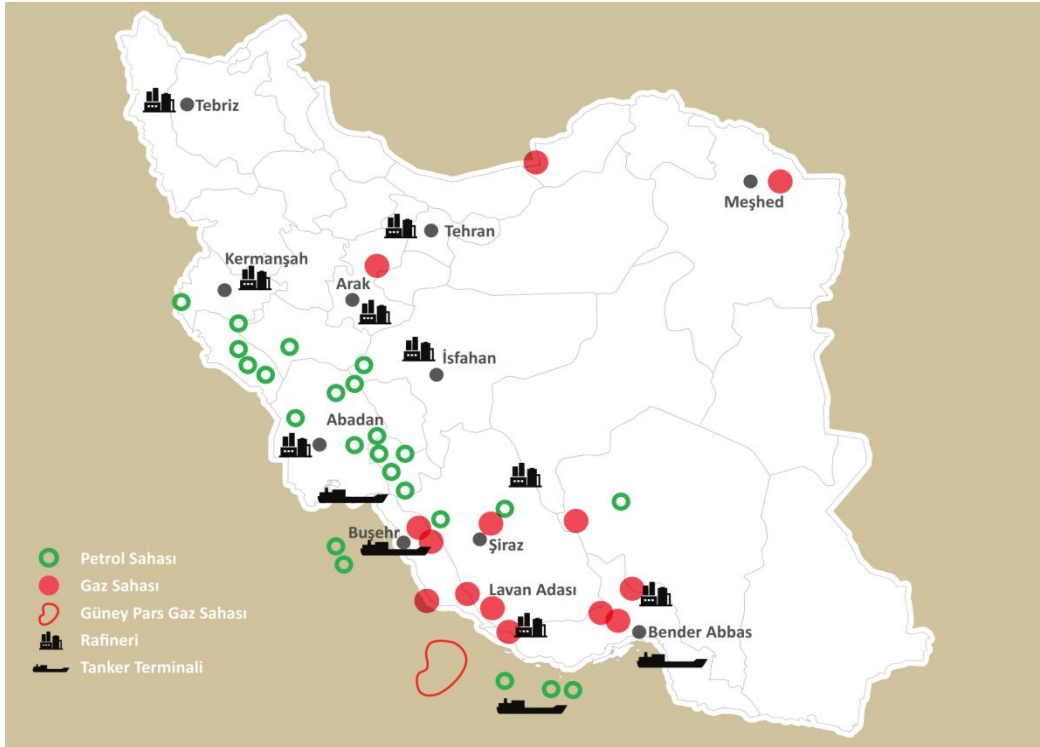 Tebriz
Meşhed
Tehran
Kermanşah
Arak
İsfahan
Abadan
Buşehr
Şiraz
Lavan Adası
Bender Abbas
Petrol Sahası
Gaz Sahası
Güney Pars Gaz Sahası
Rafineri
Tanker Terminali